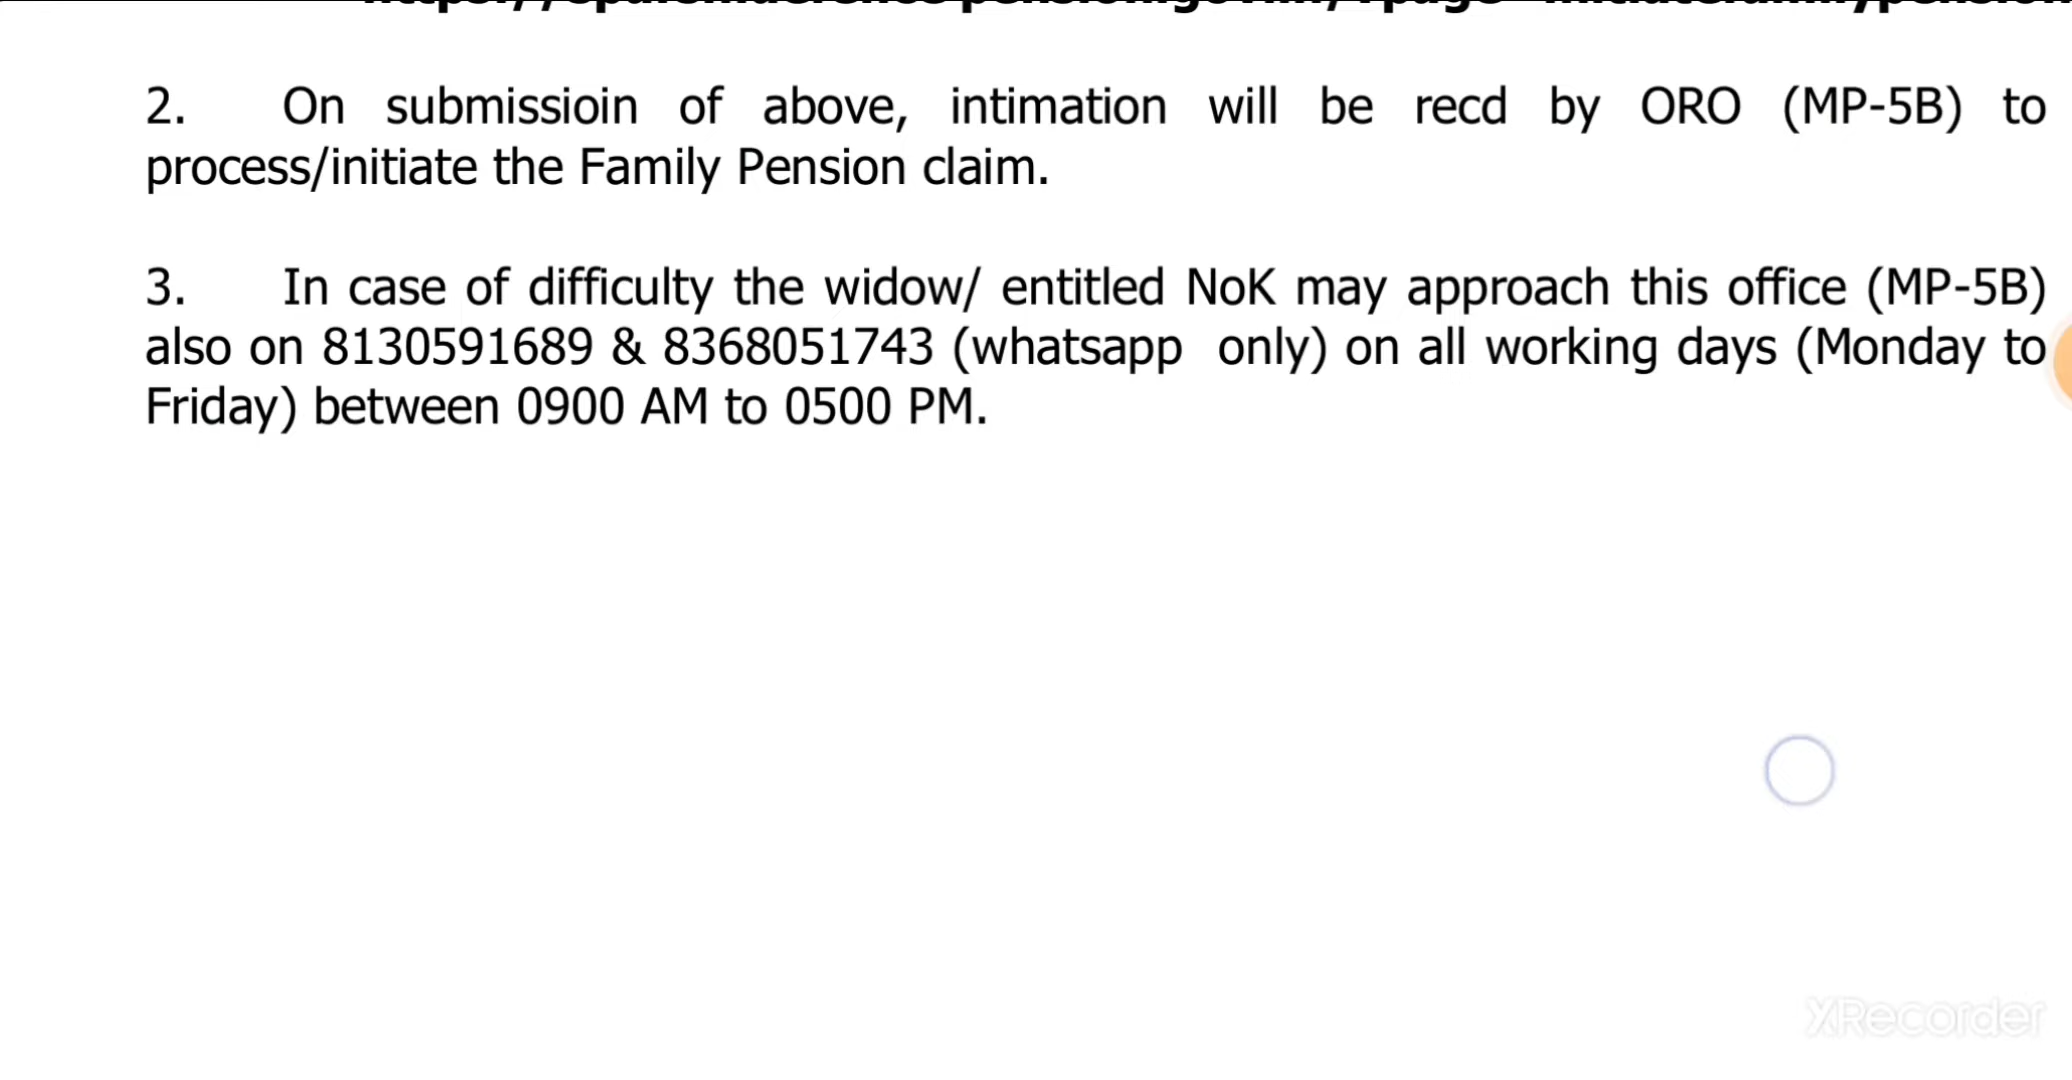 2. On submissioin of above, intimation will be recd by ORO (MP-5B) to
process/initiate the Family Pension claim.
3. In case of difficulty the widow/ entitled NoK may approach this office (MP-5B)
also on 8130591689 & 8368051743 (whatsapp only) on all working days (Monday to
Friday) between 0900 AM to 0500 PM.
XRecorder